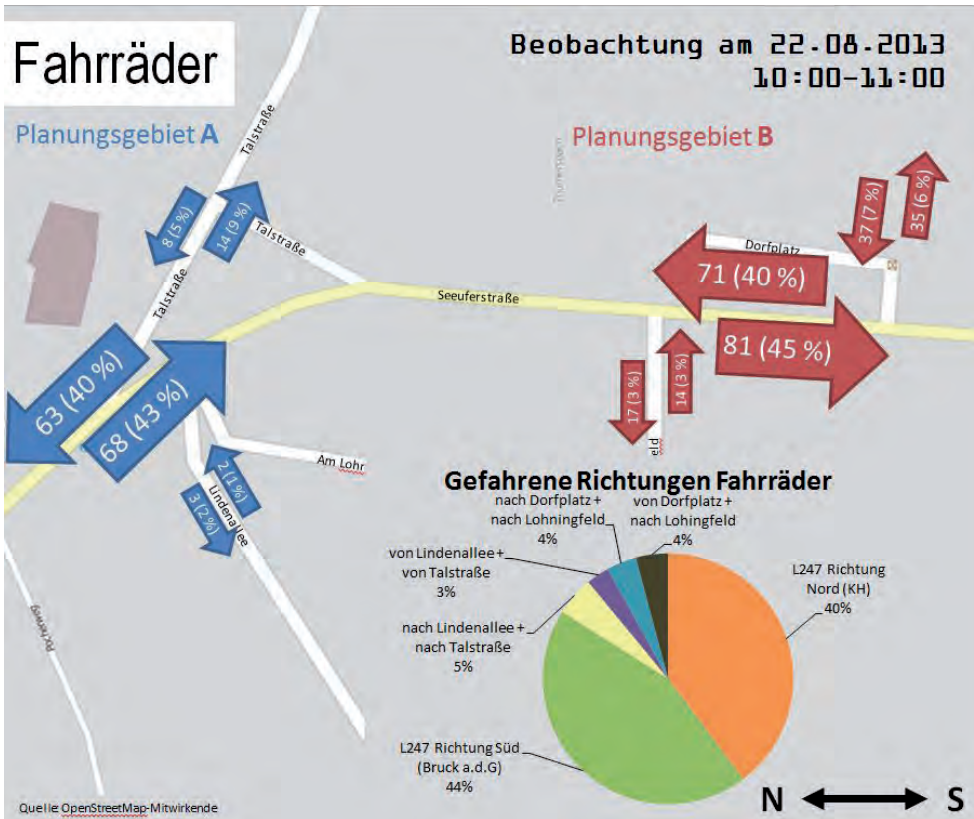 Fahrräder
Beobachtung am 22.08.2013
10:00-11:00
Planungsgebiet A
Planungsgebiet B
Talstraße
Thumersbach
8 (5 %)
14 (9 %)
Talstraße
Talstraße
37 (7 %)
35 (6 %)
Dorfplatz
71 (40 %)
Seeuferstraße
81 (45 %)
63 (40 %)
68 (43 %)
17 (3 %)
14 (3 %)
eld
Am Lohr
2 (1 %)
3 (2 %)
Lindenallee
Gefahrene Richtungen Fahrräder
nach Dorfplatz +
nach Lohningfeld
4%
von Dorfplatz +
nach Lohingfeld
4%
von Lindenallee +
von Talstraße
3%
L247 Richtung
Nord (KH)
40%
nach Lindenallee +
nach Talstraße
5%
L247 Richtung Süd
(Bruck a.d.G)
44%
N
S
Quelle: OpenStreetMap-Mitwirkende